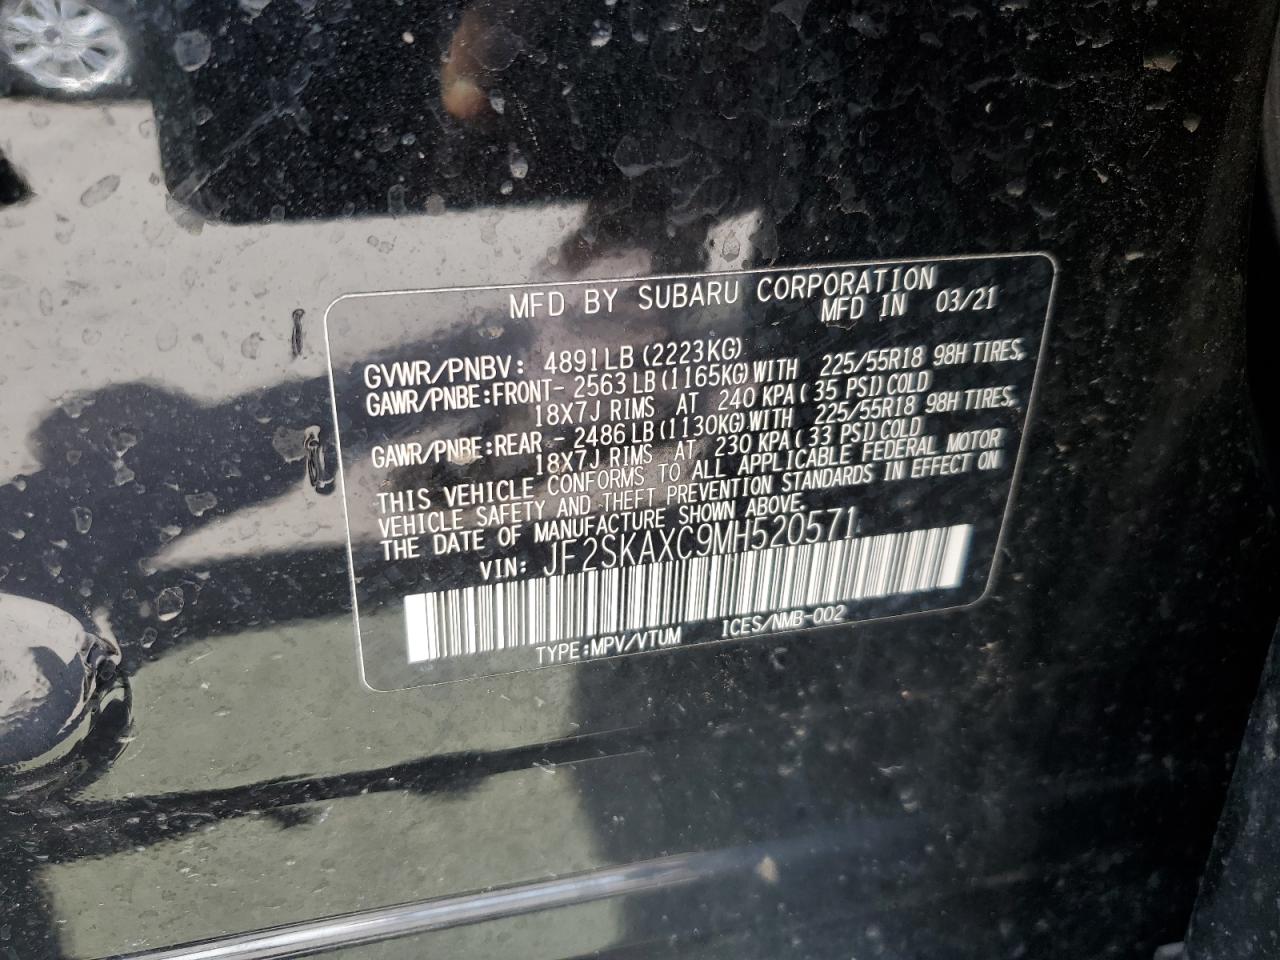 MFD BY SUBARU CORPORATION
MFD IN 03/21
GVWR/PNBV: 4891LB (2223KG)
GAWR/PNBE:FRONT- 2563LB (1165KG) WITH 225/55R18 98H TIRES,
18X7J RIMS AT 240 KPA (35 PSI) COLD
GAWR/PNBE:REAR - 2486LB (1130KG) WITH 225/55R18 98H TIRES,
18X7J RIMS AT 230 KPA (33 PSI) COLD
THIS VEHICLE CONFORMS TO ALL APPLICABLE FEDERAL MOTOR
VEHICLE SAFETY AND THEFT PREVENTION STANDARDS IN EFFECT ON
THE DATE OF MANUFACTURE SHOWN ABOVE.
VIN: JF2SKAXC9MH520571
TYPE:MPV/VTUM ICES/NMB-002